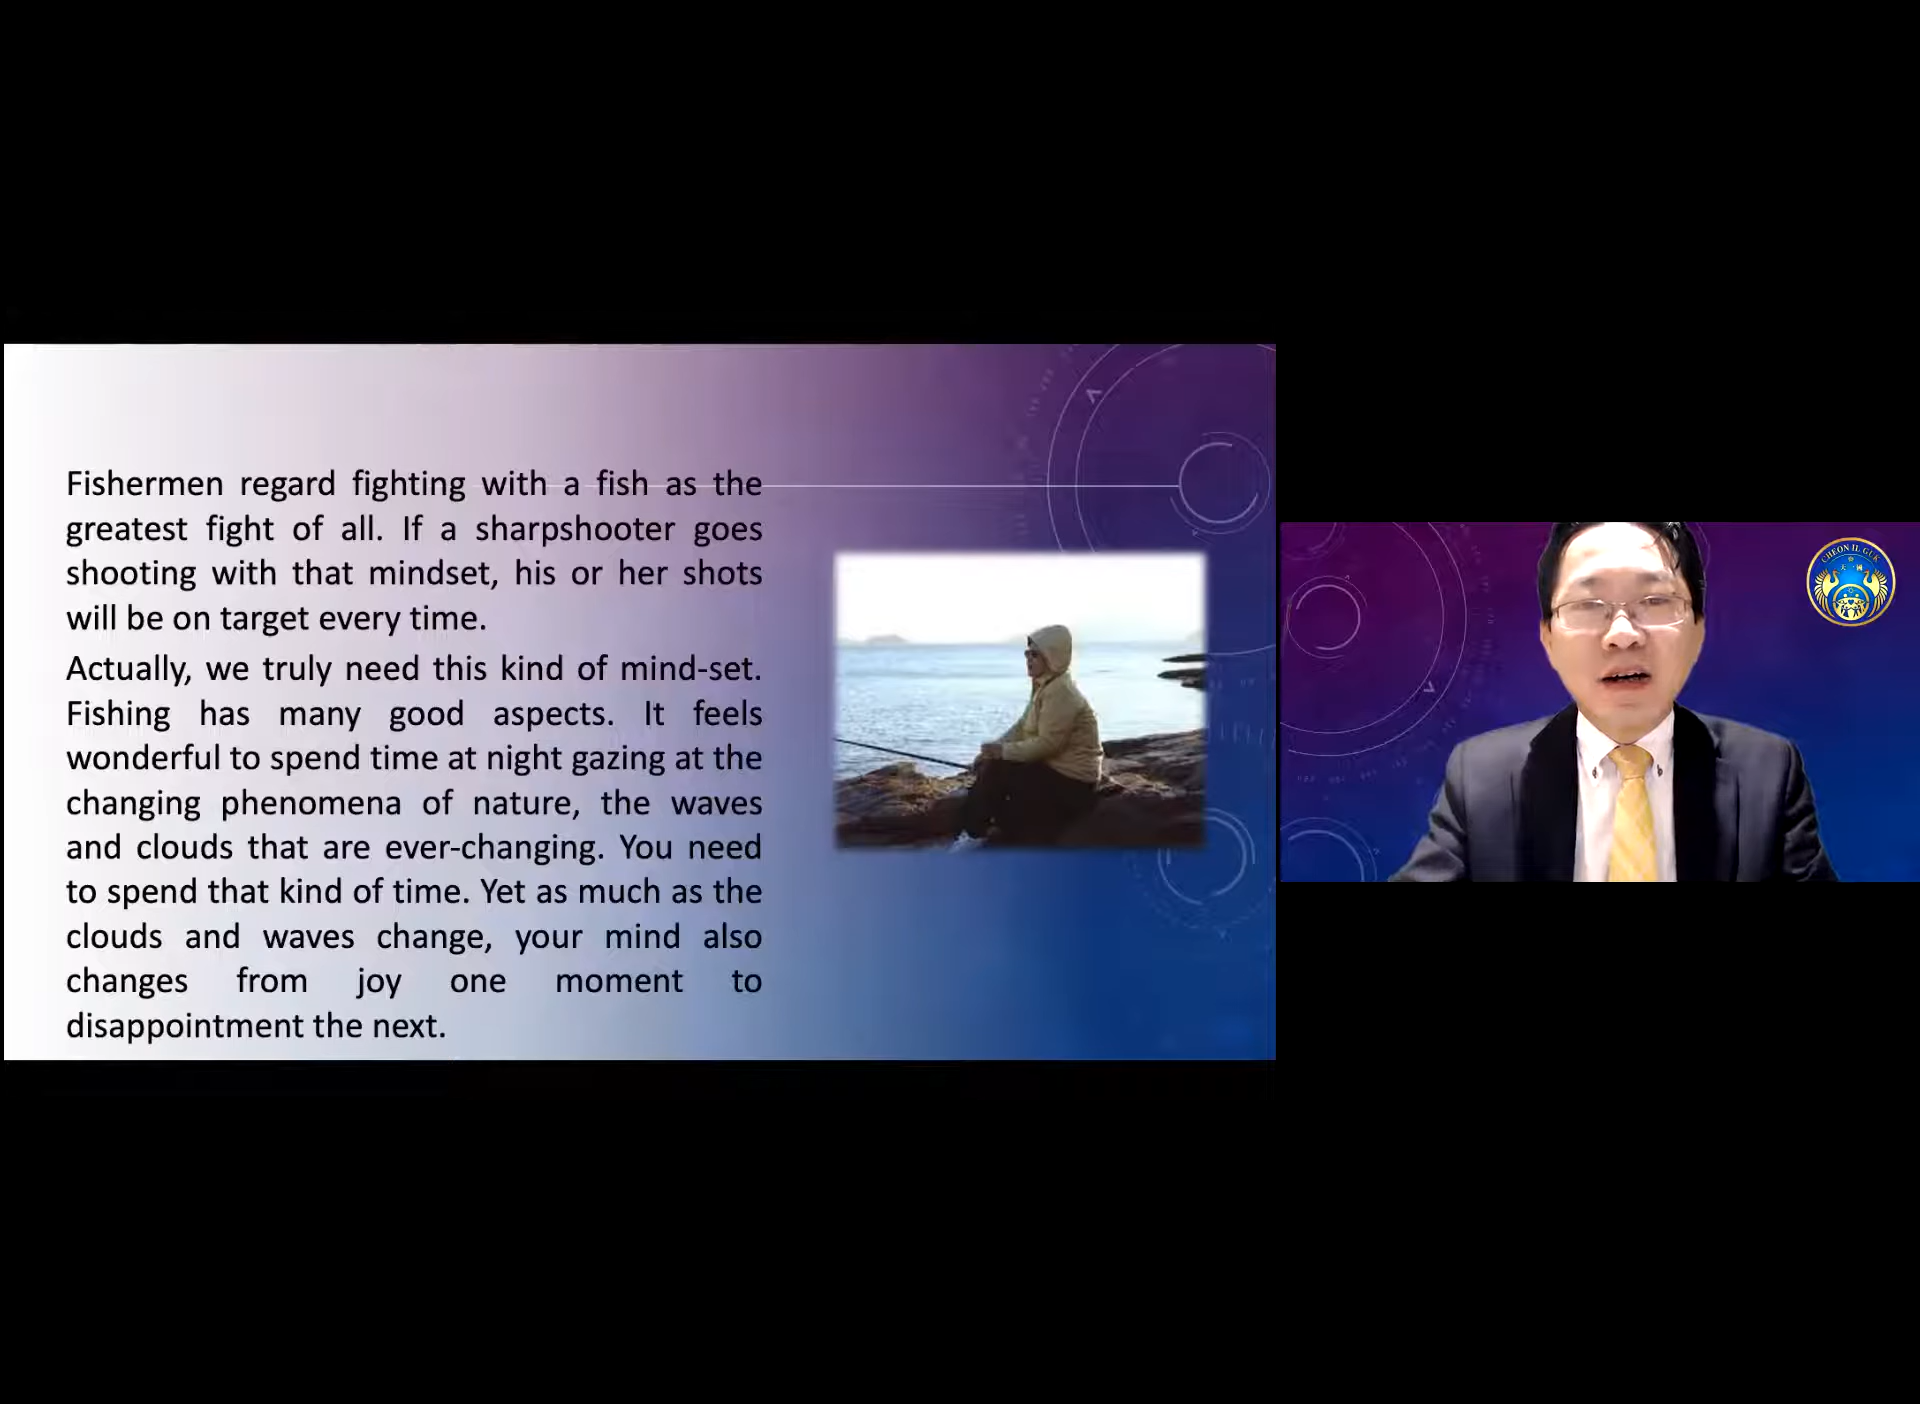 Fishermen regard fighting with a fish as the
greatest fight of all. If a sharpshooter goes
shooting with that mindset, his or her shots
will be on target every time.
Actually, we truly need this kind of mind-set.
Fishing has many good aspects. It feels
wonderful to spend time at night gazing at the
changing phenomena of nature, the waves
and clouds that are ever-changing. You need
to spend that kind of time. Yet as much as the
clouds and waves change, your mind also
changes from joy one moment to
disappointment the next.
CHEON IL GUK